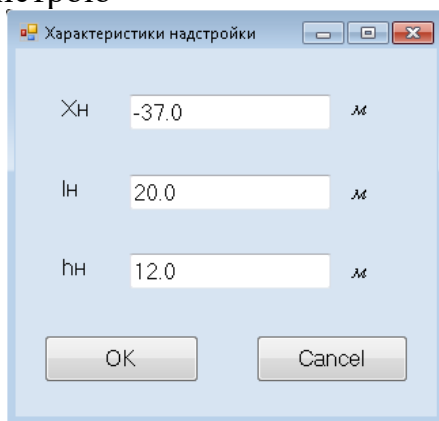 Характеристики надстройки
Xн -37.0 м
lн 20.0 м
hн 12.0 м
OK Cancel